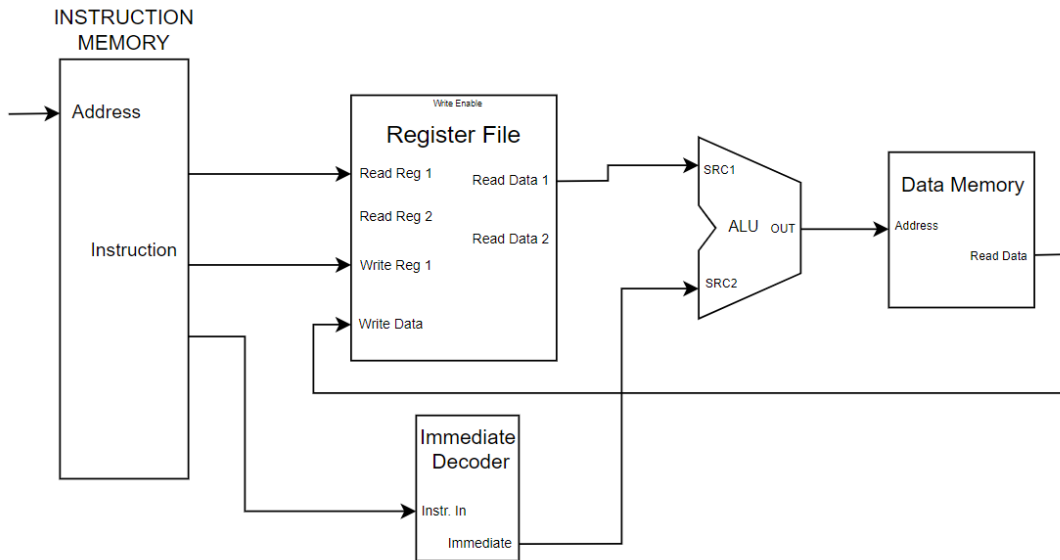 INSTRUCTION
MEMORY
Address
Instruction
Write Enable
Register File
Read Reg 1
Read Data 1
Read Reg 2
Read Data 2
Write Reg 1
Write Data
Immediate
Decoder
Instr. In
Immediate
SRC1
ALU
OUT
SRC2
Data Memory
Address
Read Data